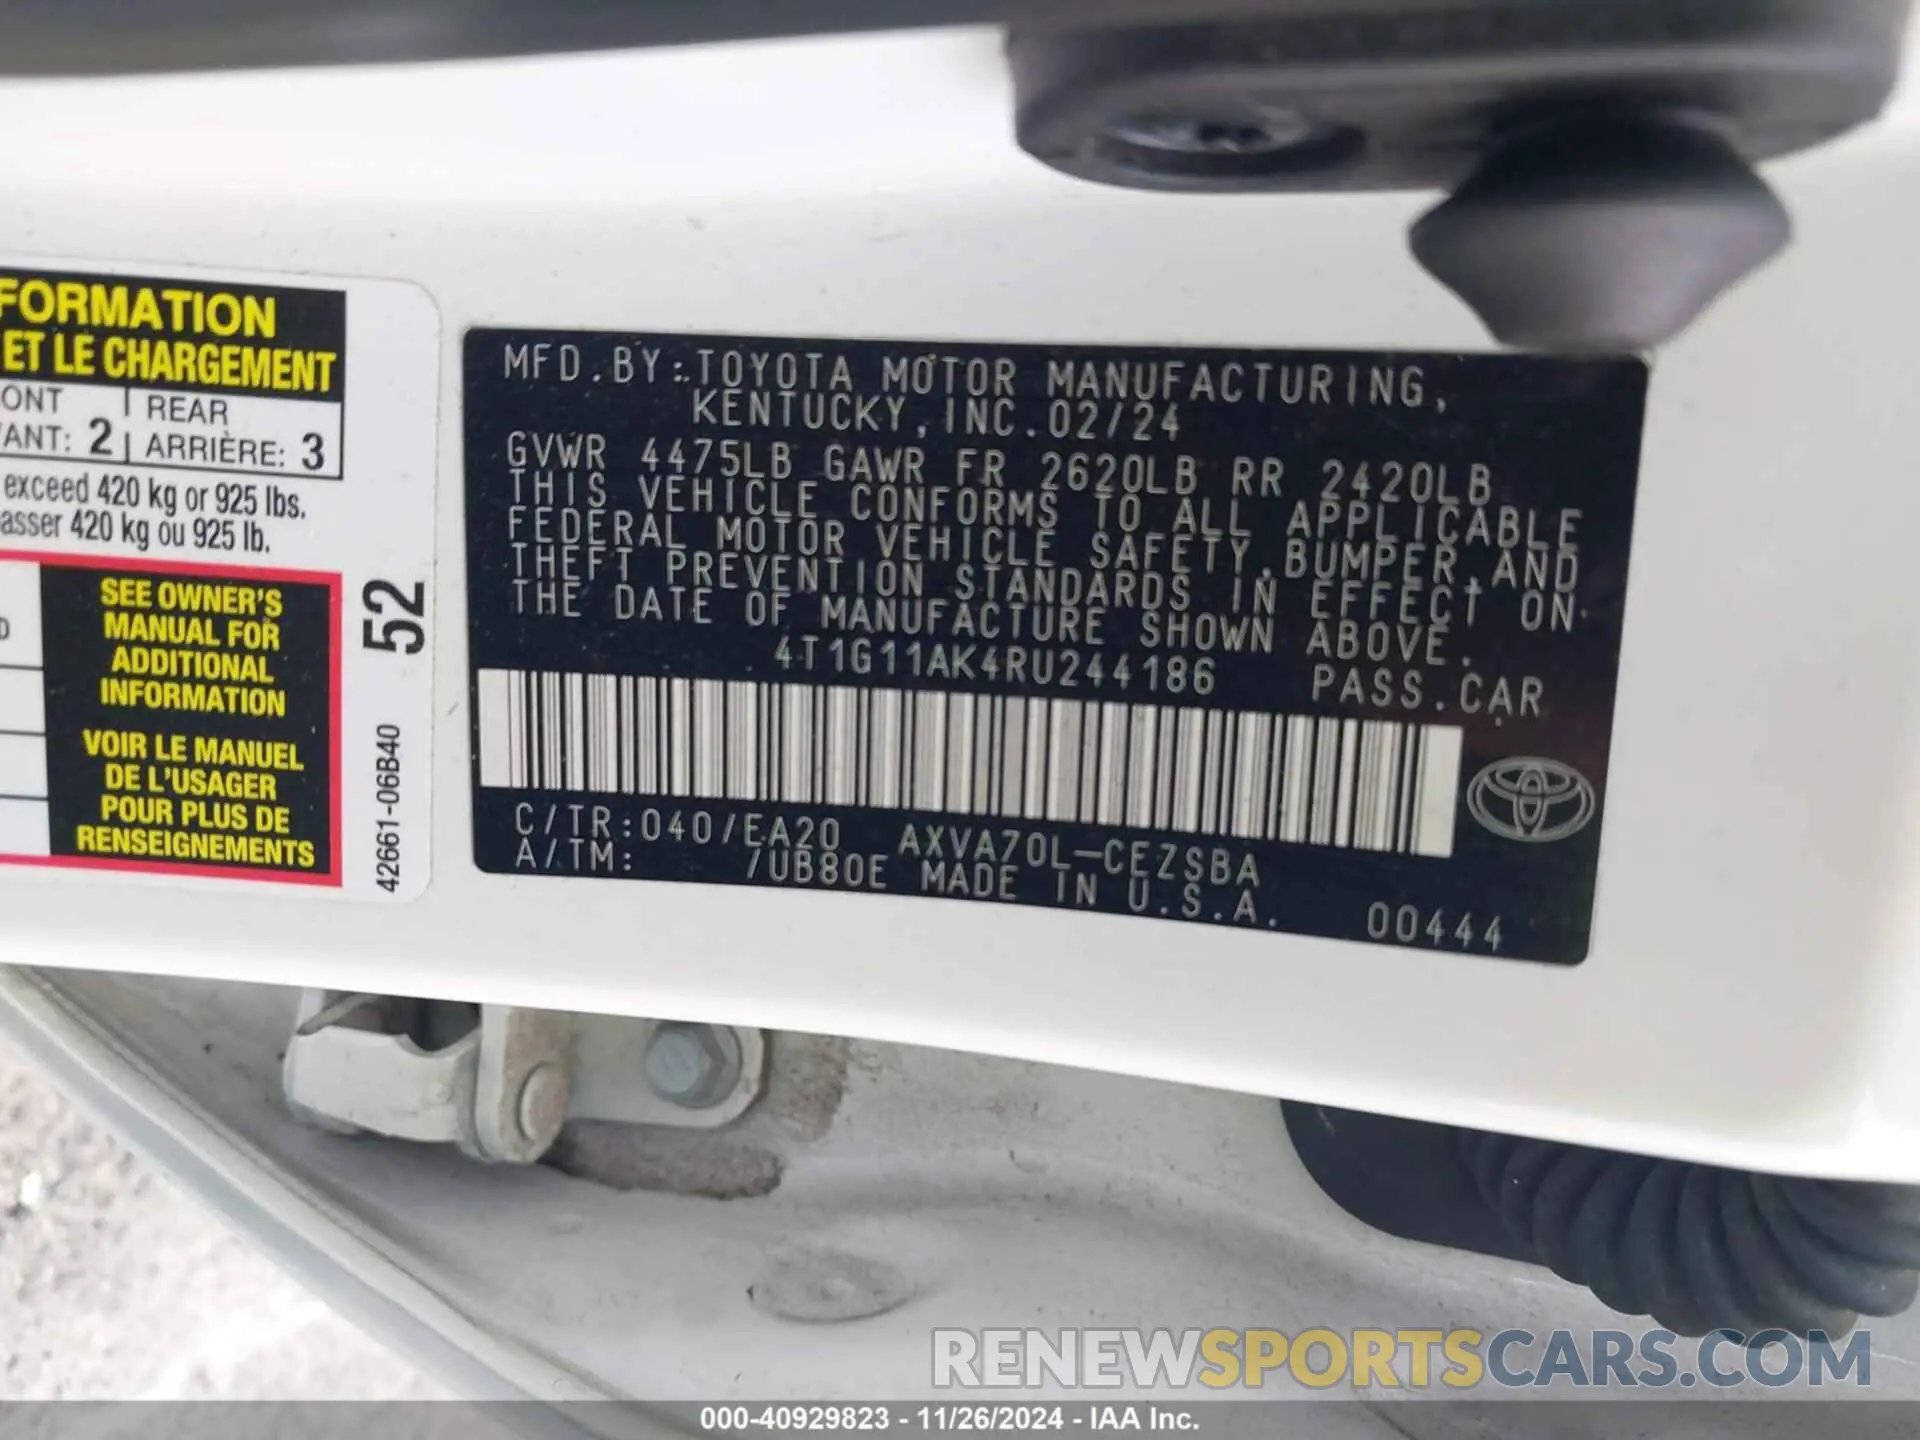 FORMATION
ET LE CHARGEMENT
ONT REAR
ANT: 2 ARRIÈRE: 3
exceed 420 kg or 925 lbs.
asser 420 kg ou 925 lb.
SEE OWNER'S
MANUAL FOR
ADDITIONAL
INFORMATION
VOIR LE MANUEL
DE L'USAGER
POUR PLUS DE
RENSEIGNEMENTS
52
42661-06B40
MFD.BY: TOYOTA MOTOR MANUFACTURING,
KENTUCKY, INC. 02/24
GVWR 4475LB GAWR FR 2620LB RR 2420LB
THIS VEHICLE CONFORMS TO ALL APPLICABLE
FEDERAL MOTOR VEHICLE SAFETY, BUMPER, AND
THEFT PREVENTION STANDARDS IN EFFECT ON
THE DATE OF MANUFACTURE SHOWN ABOVE.
4T1G11AK4RU244186 PASS.CAR
C/TR:040/EA20 AXVA70L-CEZSBA
A/TM: /UB80E MADE IN U.S.A. 00444
RENEWSPORTSCARS.COM
000-40929823 - 11/26/2024 - IAA Inc.